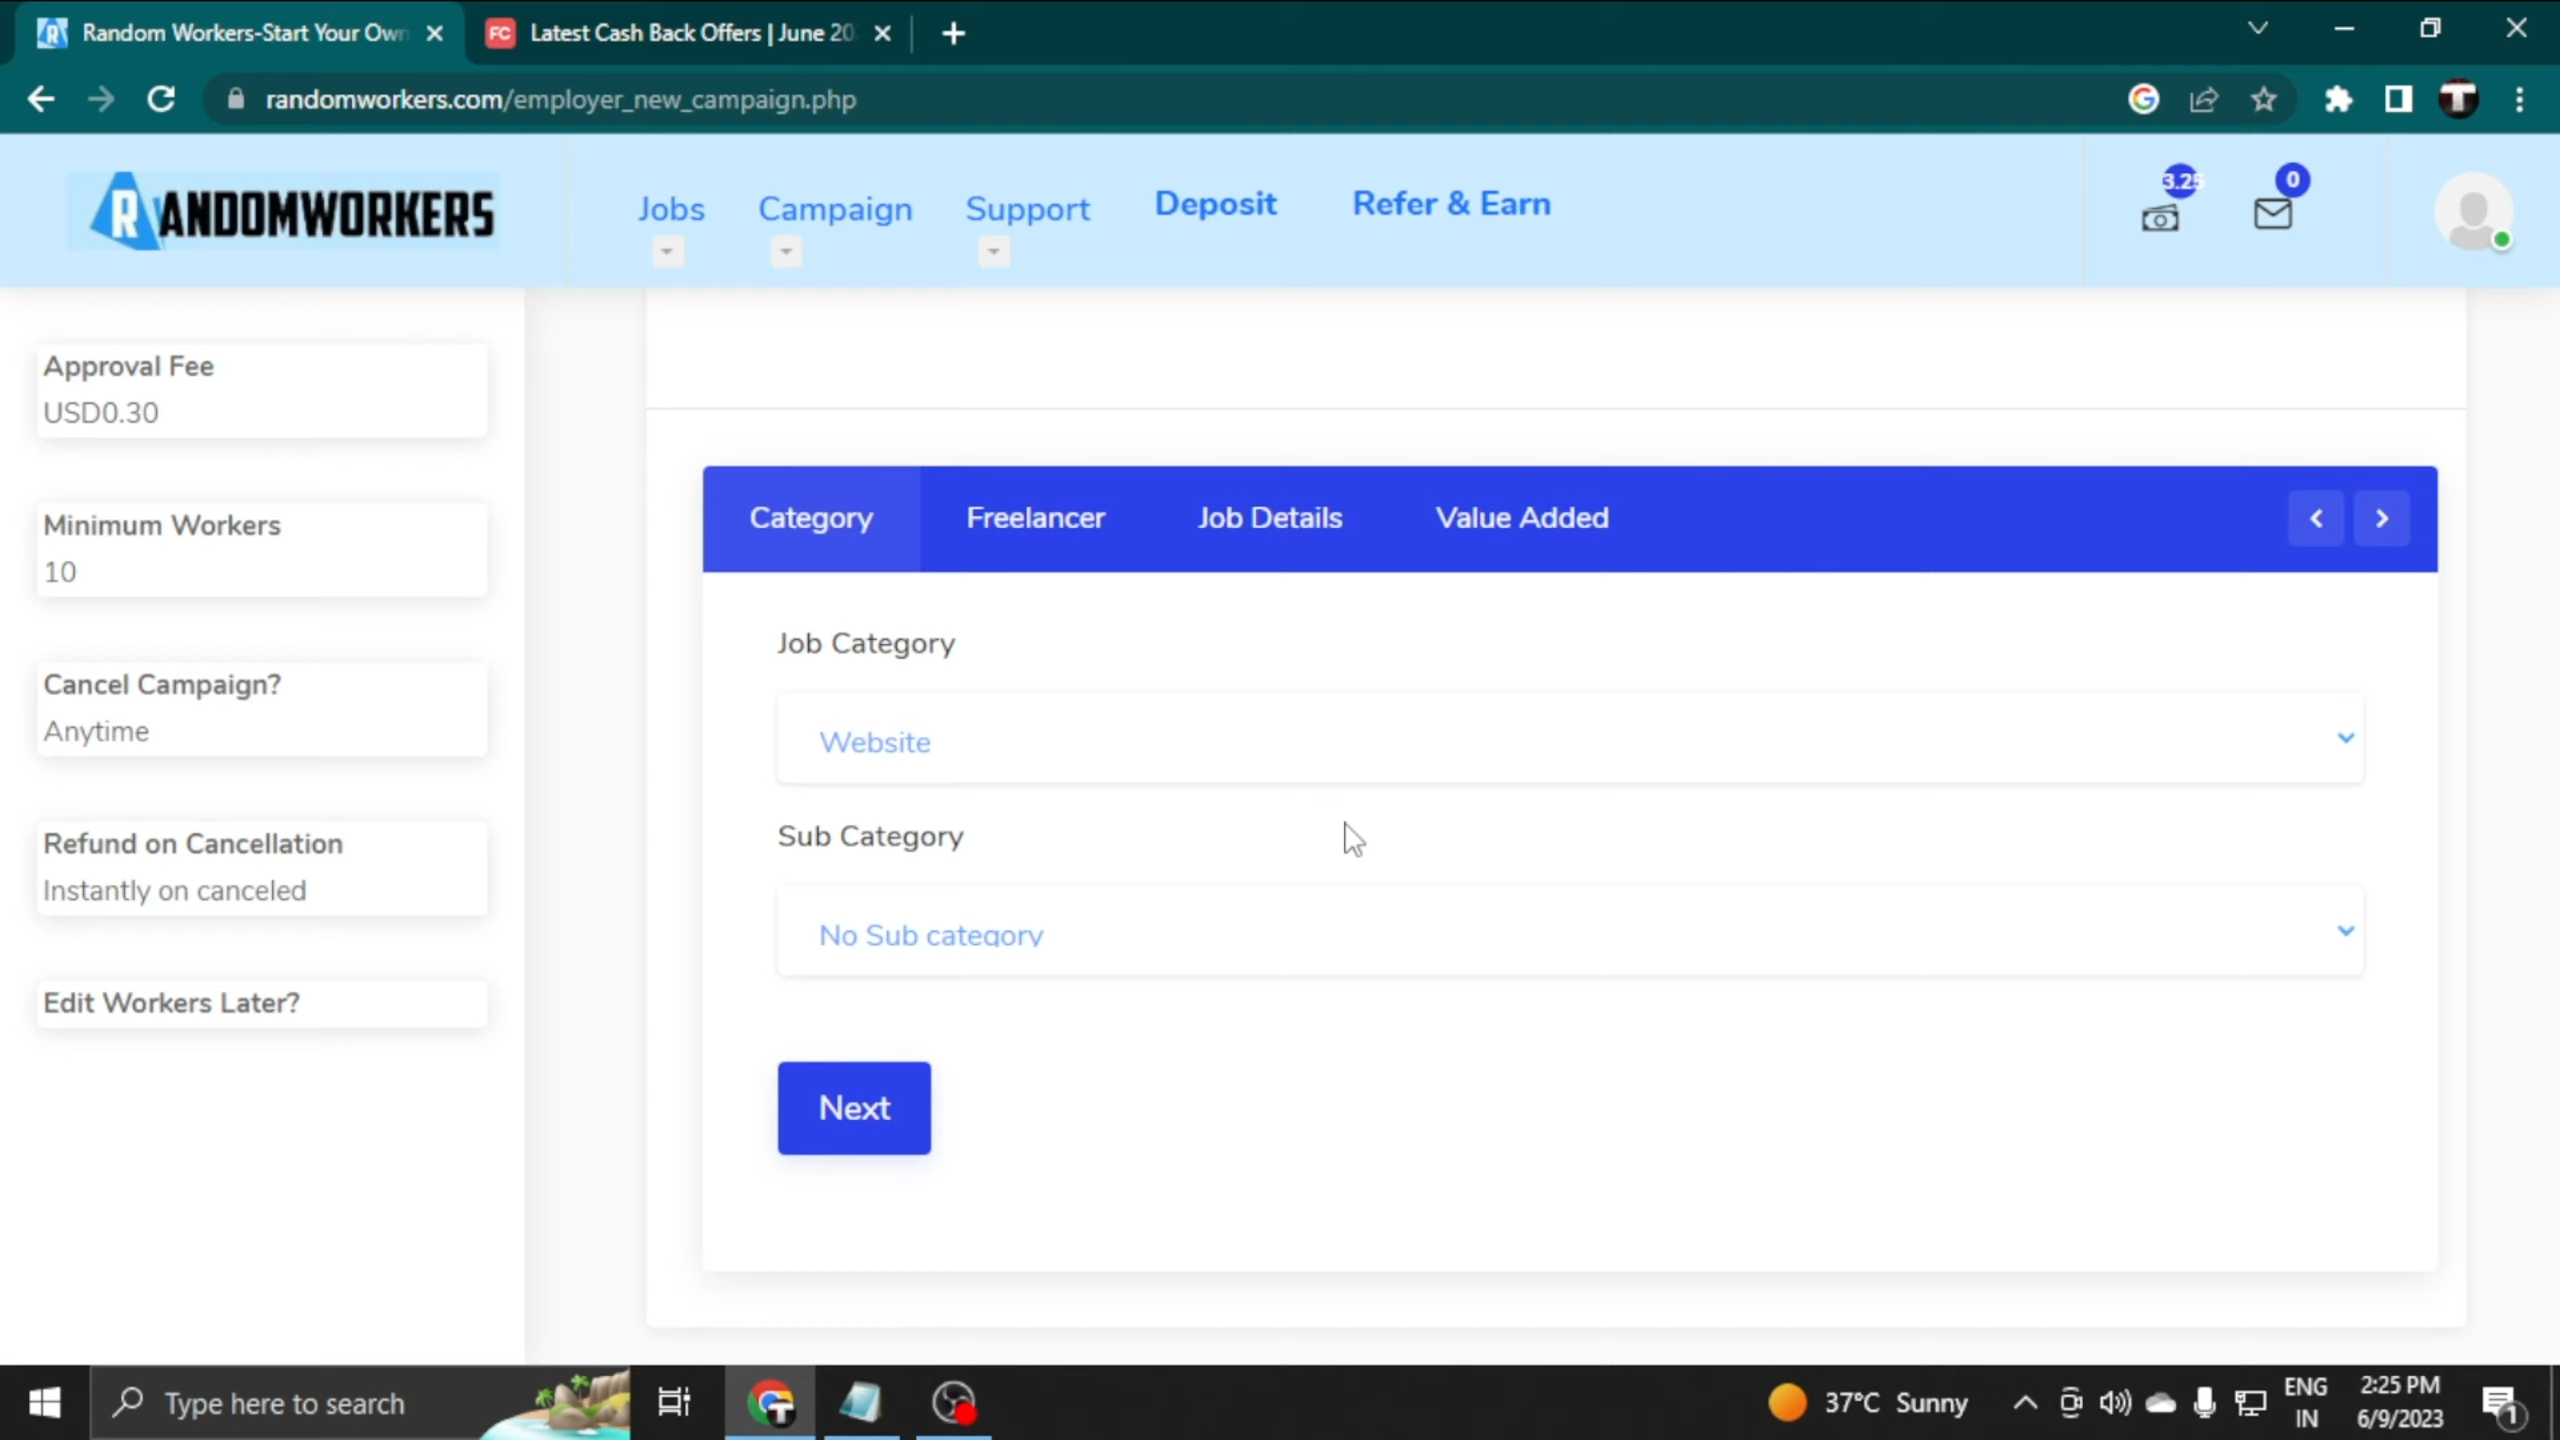 Random Workers-Start Your Own
Latest Cash Back Offers | June 20
randomworkers.com/employer_new_campaign.php
RANDOMWORKERS
Jobs
Campaign
Support
Deposit
Refer & Earn
3.25
0
Approval Fee
USD0.30
Minimum Workers
10
Cancel Campaign?
Anytime
Refund on Cancellation
Instantly on canceled
Edit Workers Later?
Category
Freelancer
Job Details
Value Added
Job Category
Website
Sub Category
No Sub category
Next
Type here to search
37°C Sunny
ENG
IN
2:25 PM
6/9/2023
1